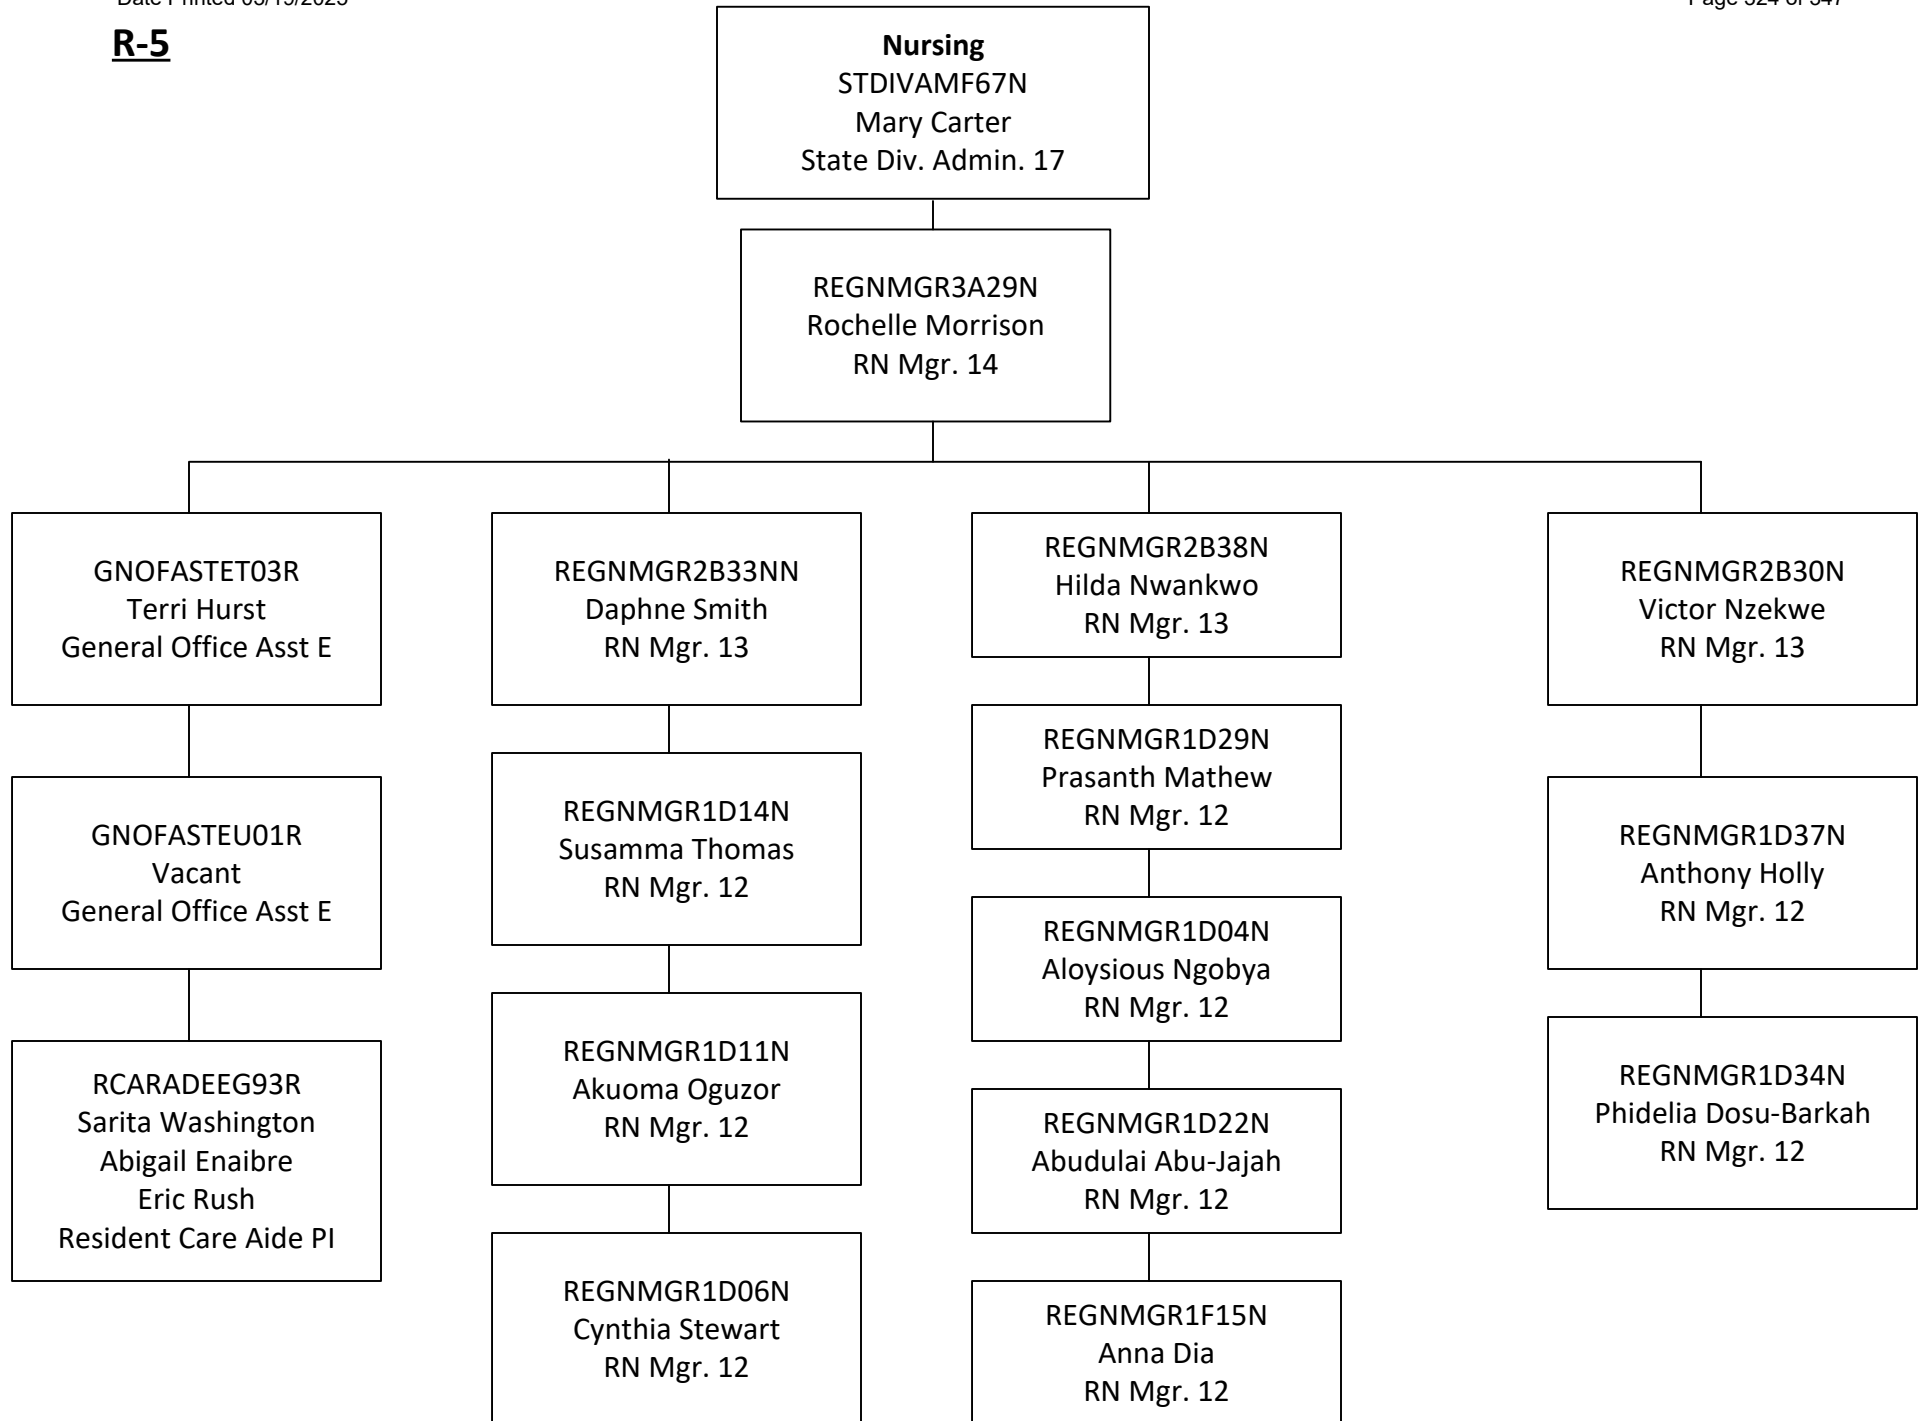 R-5
Nursing
STDIVAMF67N
Mary Carter
State Div. Admin. 17
REGNMGR3A29N
Rochelle Morrison
RN Mgr. 14
GNOFASTET03R
Terri Hurst
General Office Asst E
GNOFASTEU01R
Vacant
General Office Asst E
RCARADEEG93R
Sarita Washington
Abigail Enaibre
Eric Rush
Resident Care Aide PI
REGNMGR2B33NN
Daphne Smith
RN Mgr. 13
REGNMGR1D14N
Susamma Thomas
RN Mgr. 12
REGNMGR1D11N
Akuoma Oguzor
RN Mgr. 12
REGNMGR1D06N
Cynthia Stewart
RN Mgr. 12
REGNMGR2B38N
Hilda Nwankwo
RN Mgr. 13
REGNMGR1D29N
Prasanth Mathew
RN Mgr. 12
REGNMGR1D04N
Aloysious Ngobya
RN Mgr. 12
REGNMGR1D22N
Abudulai Abu-Jajah
RN Mgr. 12
REGNMGR1F15N
Anna Dia
RN Mgr. 12
REGNMGR2B30N
Victor Nzekwe
RN Mgr. 13
REGNMGR1D37N
Anthony Holly
RN Mgr. 12
REGNMGR1D34N
Phidelia Dosu-Barkah
RN Mgr. 12